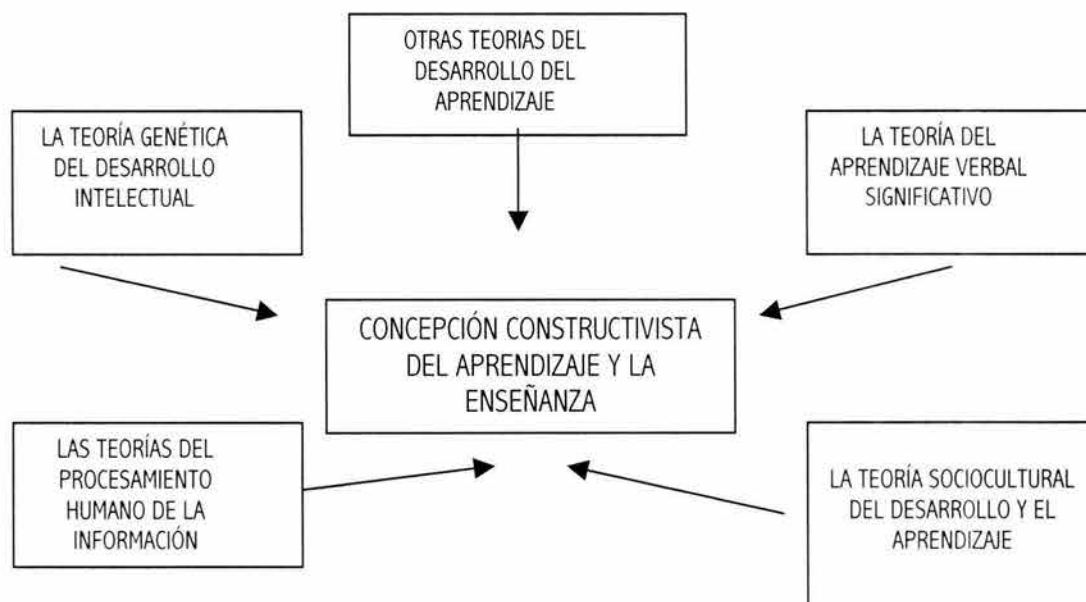 OTRAS TEORIAS DEL
DESARROLLO DEL
APRENDIZAJE
LA TEORÍA GENÉTICA
DEL DESARROLLO
INTELECTUAL
LA TEORÍA DEL
APRENDIZAJE VERBAL
SIGNIFICATIVO
CONCEPCIÓN CONSTRUCTIVISTA
DEL APRENDIZAJE Y LA
ENSEÑANZA
LAS TEORÍAS DEL
PROCESAMIENTO
HUMANO DE LA
INFORMACIÓN
LA TEORÍA SOCIOCULTURAL
DEL DESARROLLO Y EL
APRENDIZAJE